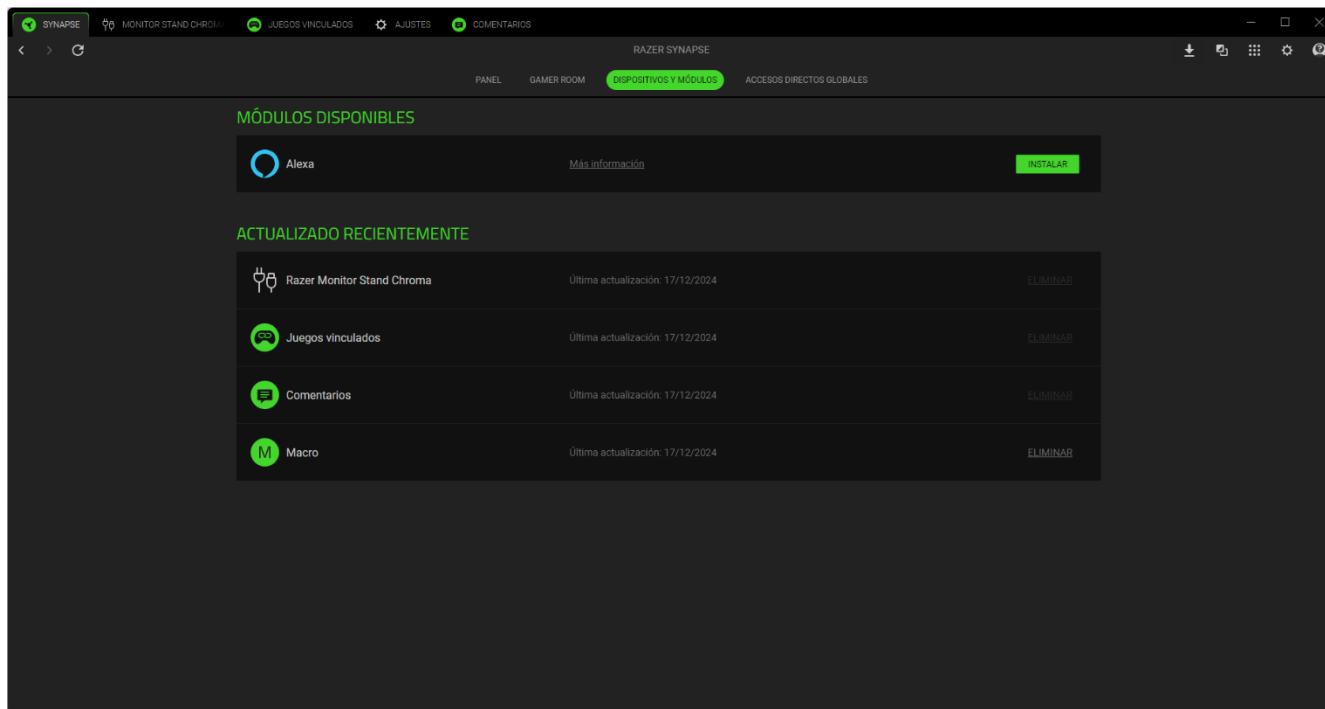 SYNAPSE MONITOR STAND CHROM JUEGOS VINCULADOS AJUSTES COMENTARIOS
RAZER SYNAPSE
PANEL GAMER ROOM DISPOSITIVOS Y MÓDULOS ACCESOS DIRECTOS GLOBALES
MÓDULOS DISPONIBLES
Alexa Más información INSTALAR
ACTUALIZADO RECIENTEMENTE
Razer Monitor Stand Chroma Última actualización: 17/12/2024 ELIMINAR
Juegos vinculados Última actualización: 17/12/2024 ELIMINAR
Comentarios Última actualización: 17/12/2024 ELIMINAR
M Macro Última actualización: 17/12/2024 ELIMINAR